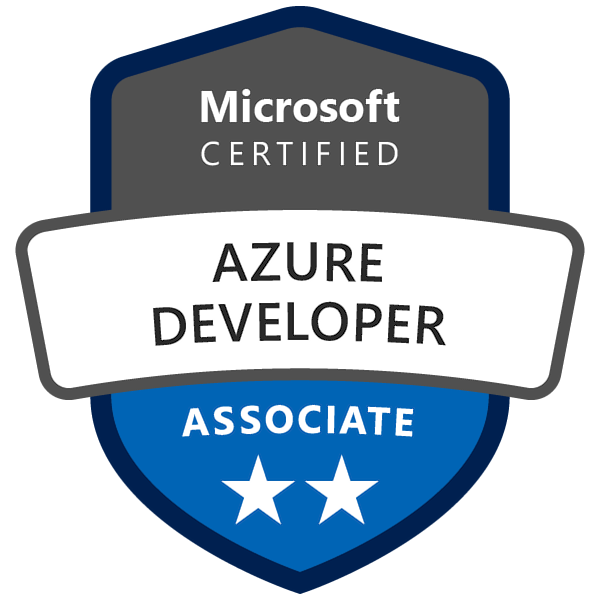 Microsoft
CERTIFIED
AZURE
DEVELOPER
ASSOCIATE